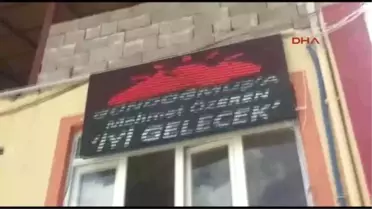 DHA
GÜNDOĞMUŞ'A
Mehmet ÖZEREN
'İYİ GELECEK'